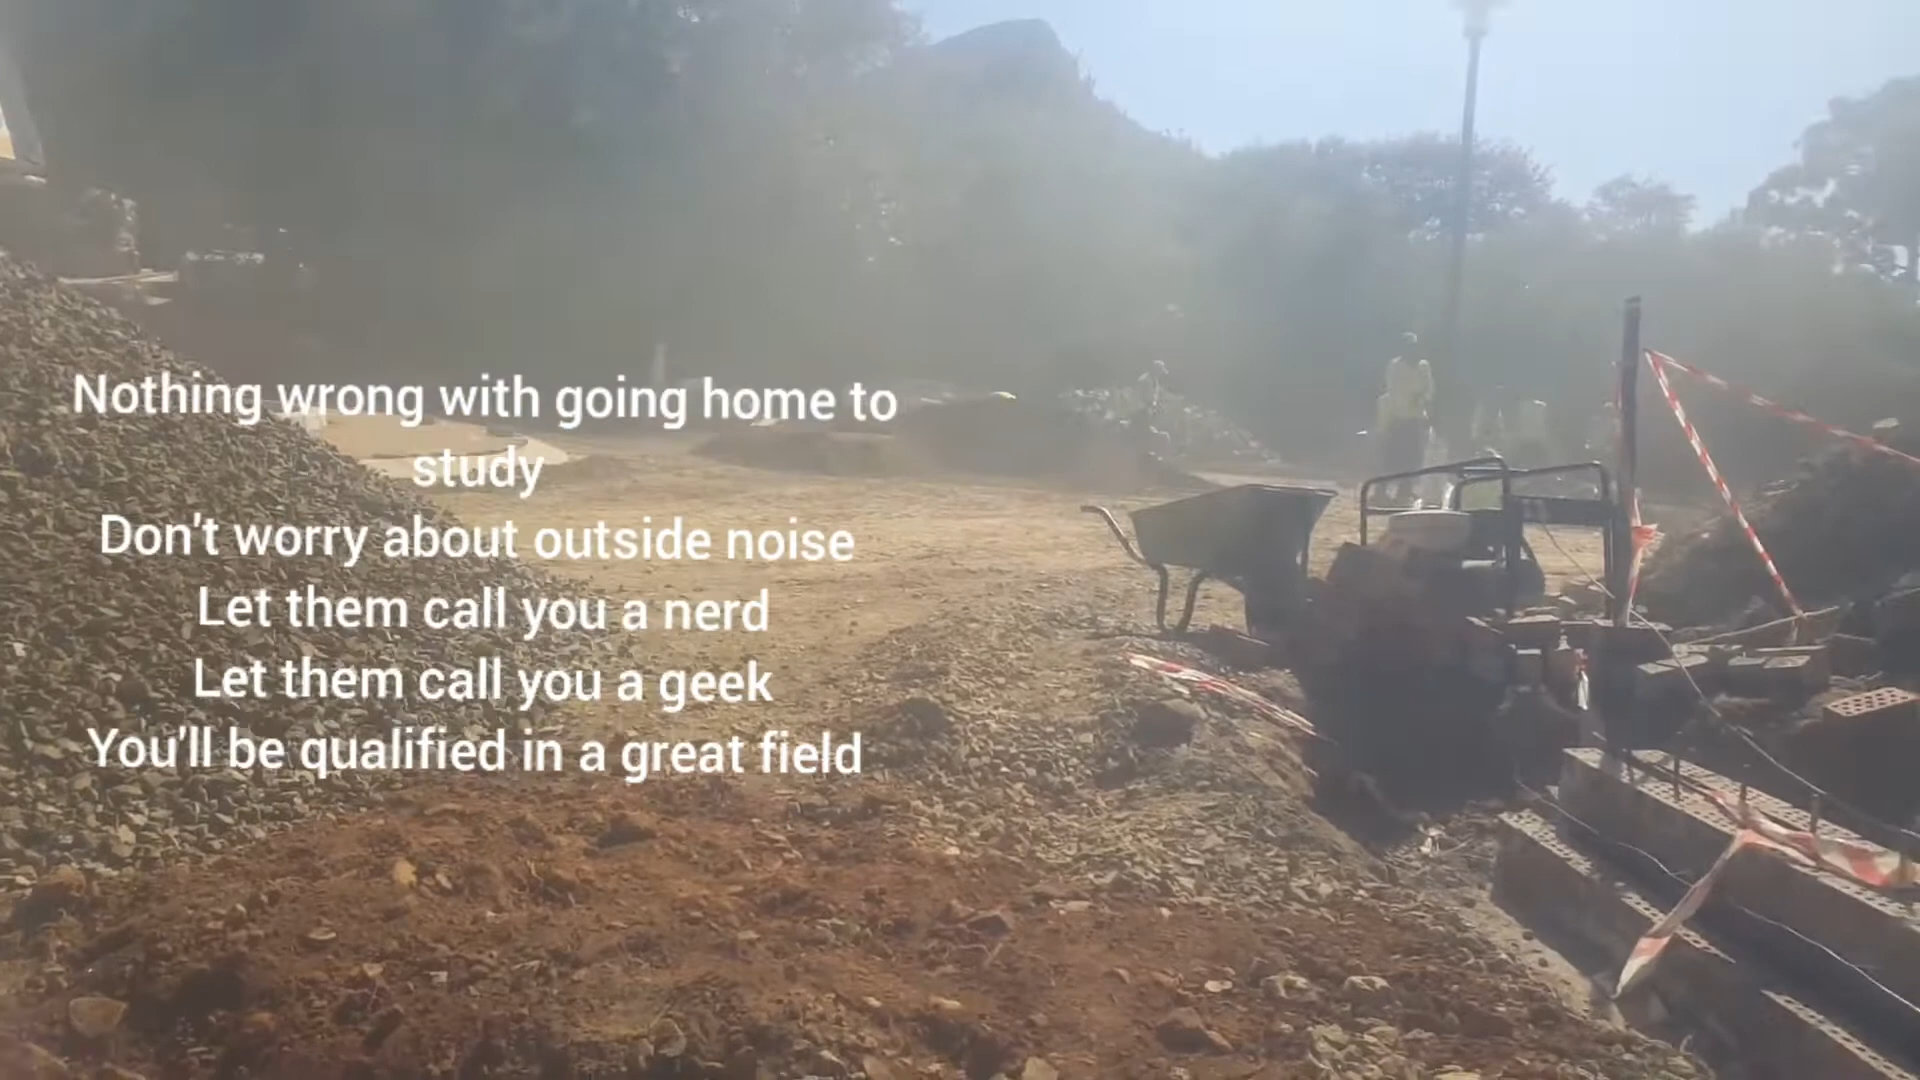 Nothing wrong with going home to
study
Don't worry about outside noise
Let them call you a nerd
Let them call you a geek
You'll be qualified in a great field